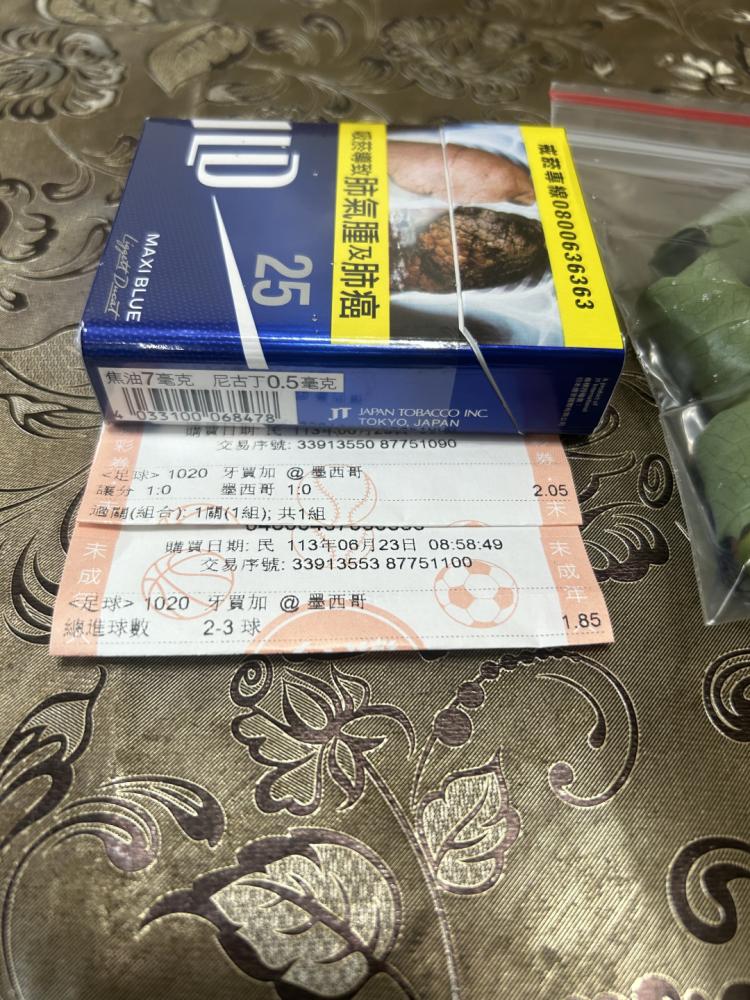 MAXI BLUE
Liggett Ducat
25
吸菸導致
肺氣腫及肺癌
戒菸專線0800636363
焦油7毫克 尼古丁0.5毫克
4 033100 068478
JT JAPAN TOBACCO INC.
TOKYO, JAPAN
交易序號: 33913550 87751090
<足球> 1020 牙買加 @ 墨西哥
讓分 1:0 墨西哥 1:0 2.05
過關(組合); 1關(1組); 共1組
購買日期: 民 113年06月23日 08:58:49
交易序號: 33913553 87751100
<足球> 1020 牙買加 @ 墨西哥
總進球數 2-3 球 1.85
未成年
未成年